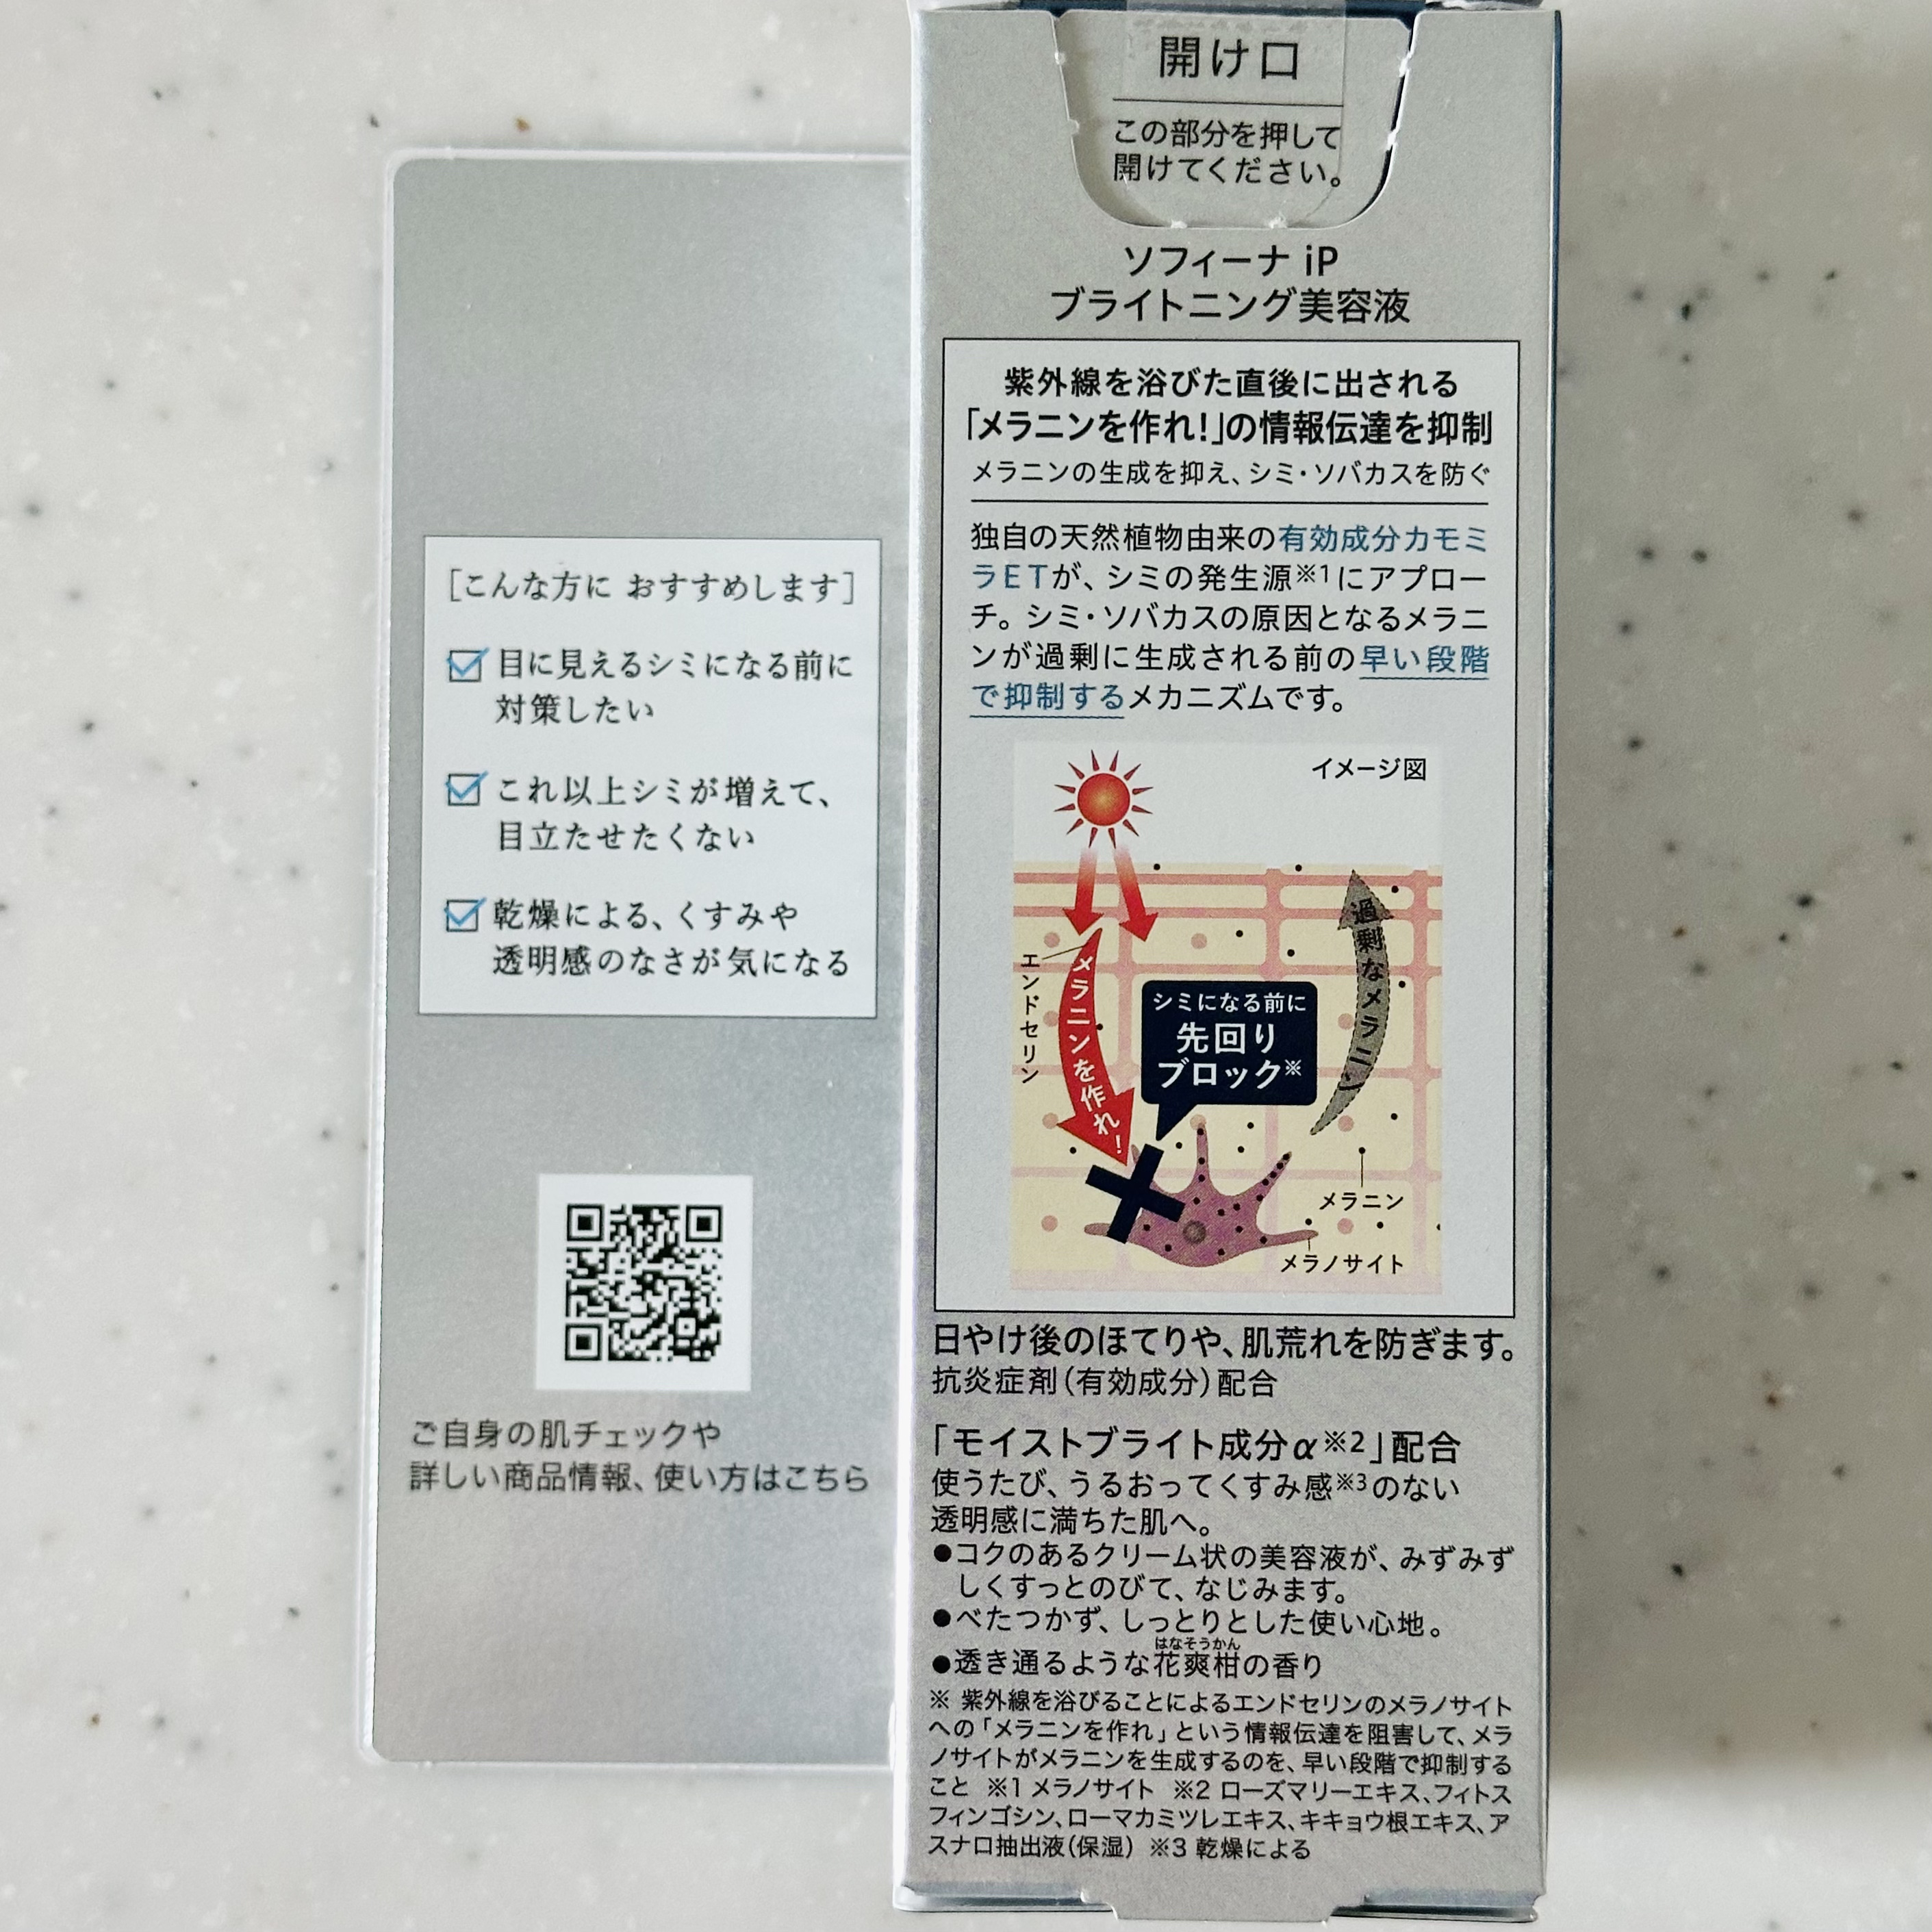 [こんな方に おすすめします]
目に見えるシミになる前に
対策したい
これ以上シミが増えて、
目立たせたくない
乾燥による、くすみや
透明感のなさが気になる
ご自身の肌チェックや
詳しい商品情報、使い方はこちら
開け口
この部分を押して
開けてください。
ソフィーナ iP
ブライトニング美容液
紫外線を浴びた直後に出される
「メラニンを作れ!」の情報伝達を抑制
メラニンの生成を抑え、シミ・ソバカスを防ぐ
独自の天然植物由来の有効成分カモミ
ラETが、シミの発生源※1にアプロー
チ。シミ・ソバカスの原因となるメラニ
ンが過剰に生成される前の早い段階
で抑制するメカニズムです。
イメージ図
エンドセリン
メラニンを作れ!
シミになる前に
先回り
ブロック※
過剰なメラニン
メラニン
メラノサイト
日やけ後のほてりや、肌荒れを防ぎます。
抗炎症剤(有効成分)配合
「モイストブライト成分α※2」配合
使うたび、うるおってくすみ感※3のない
透明感に満ちた肌へ。
●コクのあるクリーム状の美容液が、みずみず
しくすっとのびて、なじみます。
●べたつかず、しっとりとした使い心地。
はなそうかん
●透き通るような花爽柑の香り
※ 紫外線を浴びることによるエンドセリンのメラノサイト
への「メラニンを作れ」という情報伝達を阻害して、メラ
ノサイトがメラニンを生成するのを、早い段階で抑制する
こと ※1 メラノサイト ※2 ローズマリーエキス、フィトス
フィンゴシン、ローマカミツレエキス、キキョウ根エキス、ア
スナロ抽出液(保湿) ※3 乾燥による